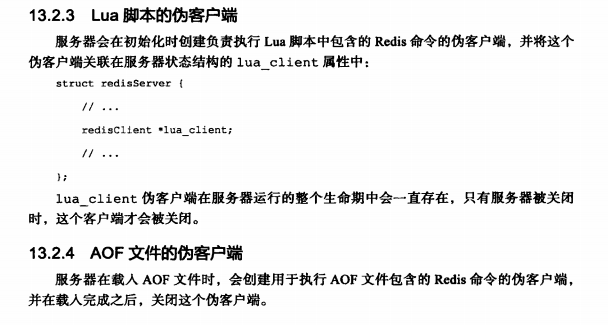 13.2.3 Lua 脚本的伪客户端
服务器会在初始化时创建负责执行 Lua 脚本中包含的 Redis 命令的伪客户端，并将这个
伪客户端关联在服务器状态结构的 lua_client 属性中：
struct redisServer {
// ...
redisClient *lua_client;
// ...
};
lua_client 伪客户端在服务器运行的整个生命期中会一直存在，只有服务器被关闭
时，这个客户端才会被关闭。
13.2.4 AOF 文件的伪客户端
服务器在载入 AOF 文件时，会创建用于执行 AOF 文件包含的 Redis 命令的伪客户端，
并在载入完成之后，关闭这个伪客户端。